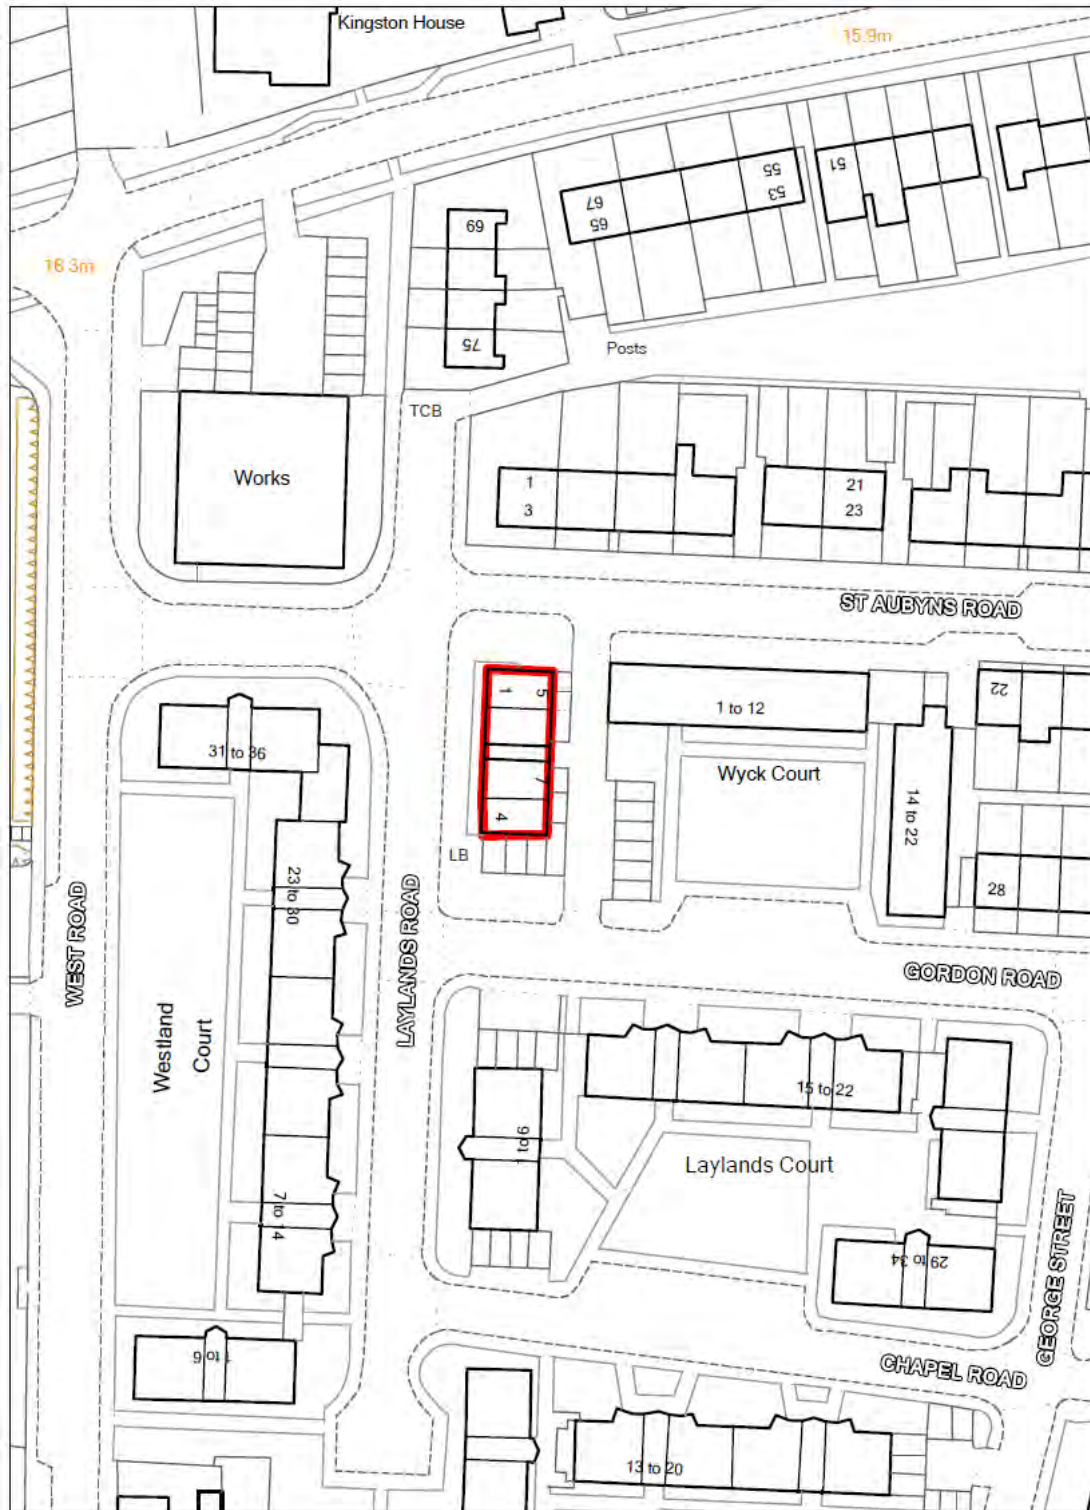 Kingston House
15.9m
55
53
51
67
65
69
16.3m
75
Posts
TCB
Works
1
3
21
23
ST AUBYNS ROAD
1
5
22
1 to 12
31 to 36
Wyck Court
7
4
14 to 22
LB
23 to 30
28
WEST ROAD
LAYLANDS ROAD
GORDON ROAD
Westland
Court
15 to 22
1 to 6
Laylands Court
7 to 14
GEORGE STREET
29 to 34
1 to 6
CHAPEL ROAD
13 to 20